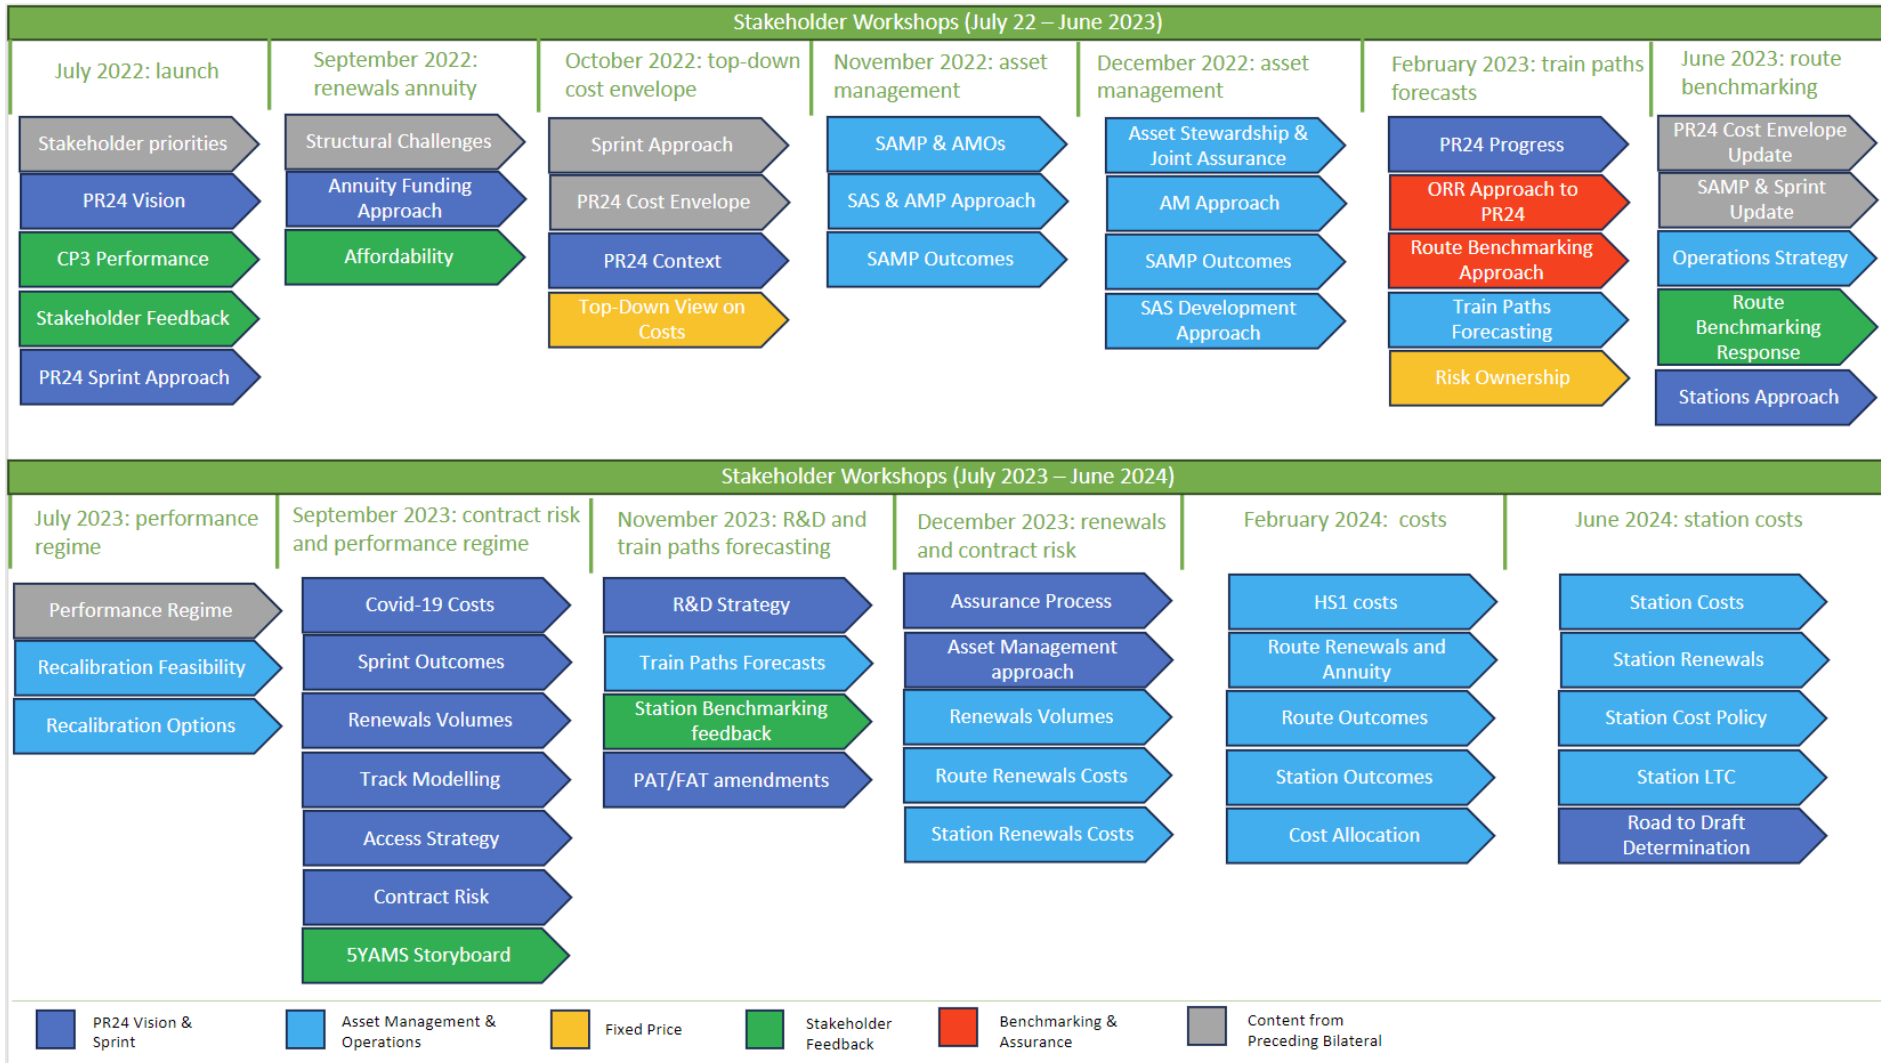 Stakeholder Workshops (July 22 – June 2023)
July 2022: launch
Stakeholder priorities
PR24 Vision
CP3 Performance
Stakeholder Feedback
PR24 Sprint Approach
September 2022:
renewals annuity
Structural Challenges
Annuity Funding
Approach
Affordability
October 2022: top-down
cost envelope
Sprint Approach
PR24 Cost Envelope
PR24 Context
Top-Down View on
Costs
November 2022: asset
management
SAMP & AMOs
SAS & AMP Approach
SAMP Outcomes
December 2022: asset
management
Asset Stewardship &
Joint Assurance
AM Approach
SAMP Outcomes
SAS Development
Approach
February 2023: train paths
forecasts
PR24 Progress
ORR Approach to
PR24
Route Benchmarking
Approach
Train Paths
Forecasting
Risk Ownership
June 2023: route
benchmarking
PR24 Cost Envelope
Update
SAMP & Sprint
Update
Operations Strategy
Route
Benchmarking
Response
Stations Approach
Stakeholder Workshops (July 2023 – June 2024)
July 2023: performance
regime
Performance Regime
Recalibration Feasibility
Recalibration Options
September 2023: contract risk
and performance regime
Covid-19 Costs
Sprint Outcomes
Renewals Volumes
Track Modelling
Access Strategy
Contract Risk
5YAMS Storyboard
November 2023: R&D and
train paths forecasting
R&D Strategy
Train Paths Forecasts
Station Benchmarking
feedback
PAT/FAT amendments
December 2023: renewals
and contract risk
Assurance Process
Asset Management
approach
Renewals Volumes
Route Renewals Costs
Station Renewals Costs
February 2024: costs
HS1 costs
Route Renewals and
Annuity
Route Outcomes
Station Outcomes
Cost Allocation
June 2024: station costs
Station Costs
Station Renewals
Station Cost Policy
Station LTC
Road to Draft
Determination
PR24 Vision &
Sprint
Asset Management &
Operations
Fixed Price
Stakeholder
Feedback
Benchmarking &
Assurance
Content from
Preceding Bilateral